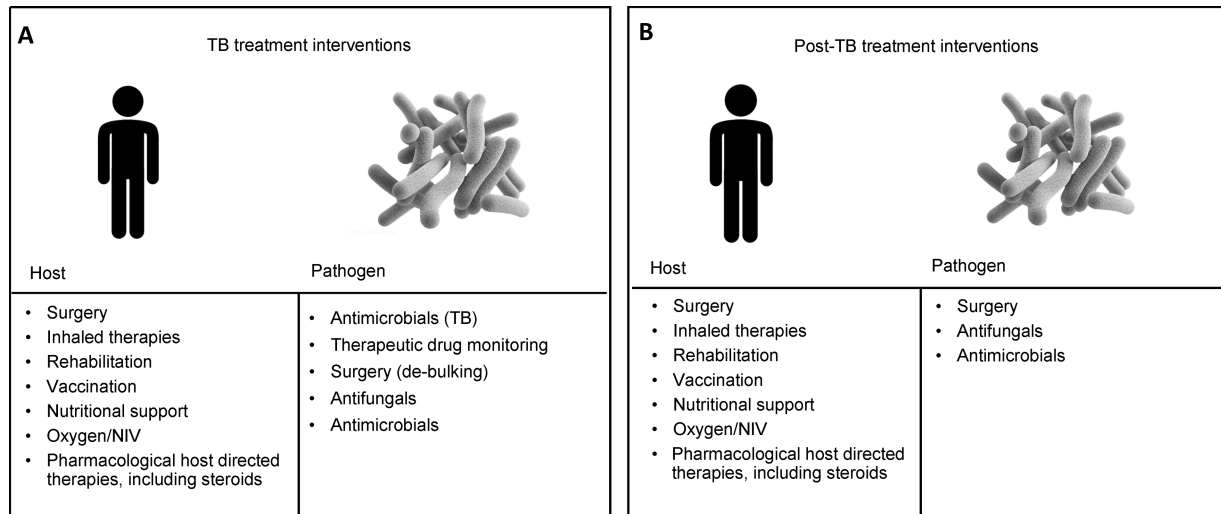 A
TB treatment interventions
Host
Pathogen
• Surgery
• Inhaled therapies
• Rehabilitation
• Vaccination
• Nutritional support
• Oxygen/NIV
• Pharmacological host directed
therapies, including steroids
• Antimicrobials (TB)
• Therapeutic drug monitoring
• Surgery (de-bulking)
• Antifungals
• Antimicrobials
B
Post-TB treatment interventions
Host
Pathogen
• Surgery
• Inhaled therapies
• Rehabilitation
• Vaccination
• Nutritional support
• Oxygen/NIV
• Pharmacological host directed
therapies, including steroids
• Surgery
• Antifungals
• Antimicrobials